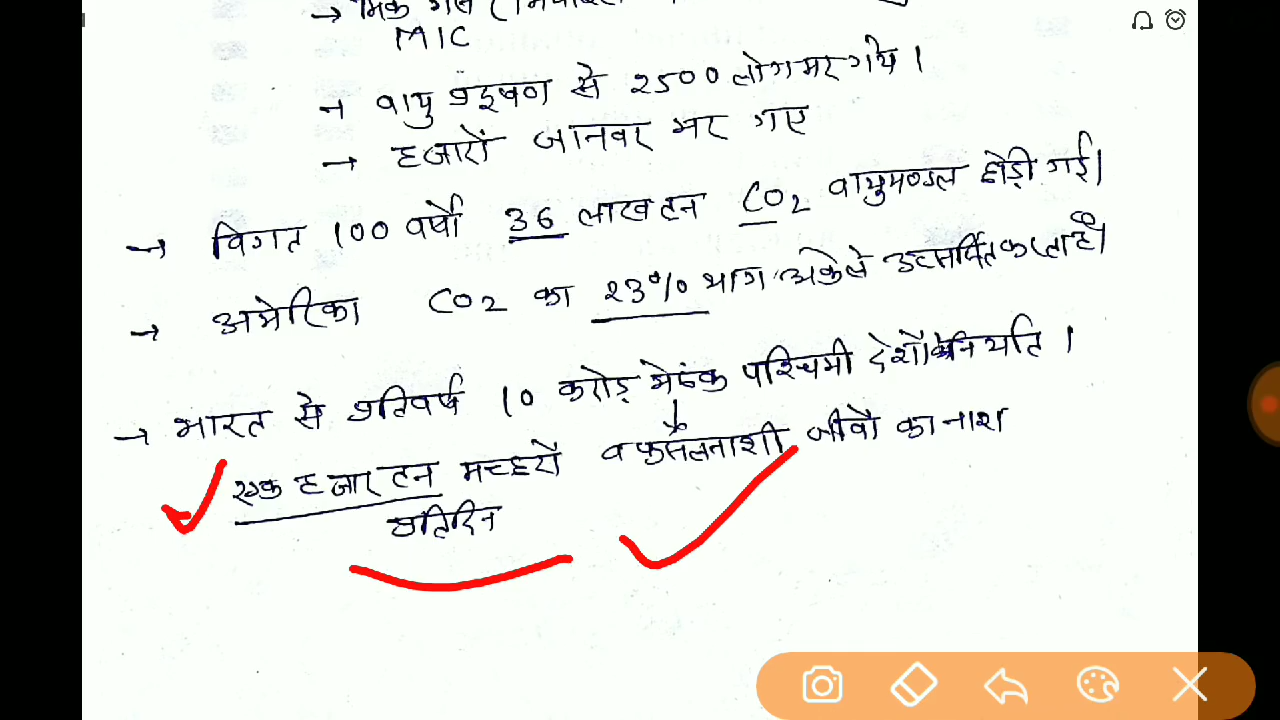 → मिक गैस (
MIC
→ वायु प्रदूषण से 2500 लोग मर गये।
→ हजारों जानवर मर गए
→ विगत 100 वर्षों 36 लाख टन CO2 वायुमण्डल छोड़ी गई।
→ अमेरिका CO2 का 23% भाग अकेले उत्सर्जित करता है।
→ भारत से प्रतिवर्ष 10 करोड़ मेंढक पश्चिमी देशों निर्यात।
एक हजार टन मच्छरों व फसलनाशी जीवों का नाश
प्रतिदिन